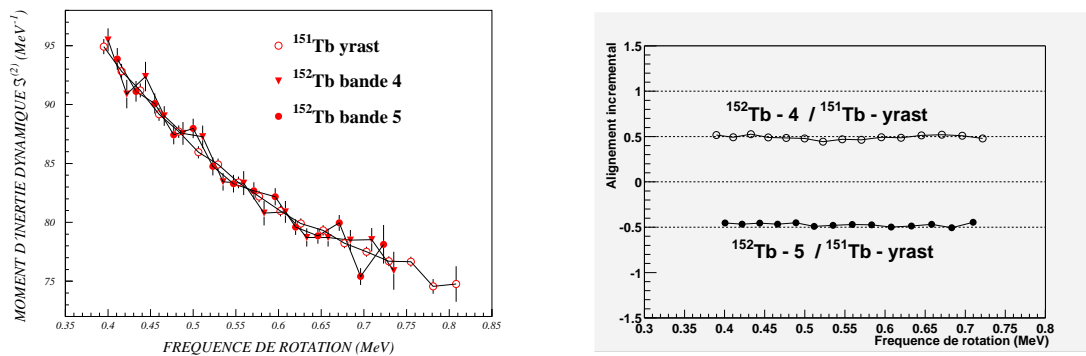 MOMENT D'INERTIE DYNAMIQUE ℑ⁽²⁾ (MeV⁻¹)
95
90
85
80
75
¹⁵¹Tb yrast
¹⁵²Tb bande 4
¹⁵²Tb bande 5
0.35 0.4 0.45 0.5 0.55 0.6 0.65 0.7 0.75 0.8 0.85
FREQUENCE DE ROTATION (MeV)
Alignement incremental
1.5
1
0.5
0
-0.5
-1
-1.5
¹⁵²Tb - 4 / ¹⁵¹Tb - yrast
¹⁵²Tb - 5 / ¹⁵¹Tb - yrast
0.3 0.35 0.4 0.45 0.5 0.55 0.6 0.65 0.7 0.75 0.8
Frequence de rotation (MeV)